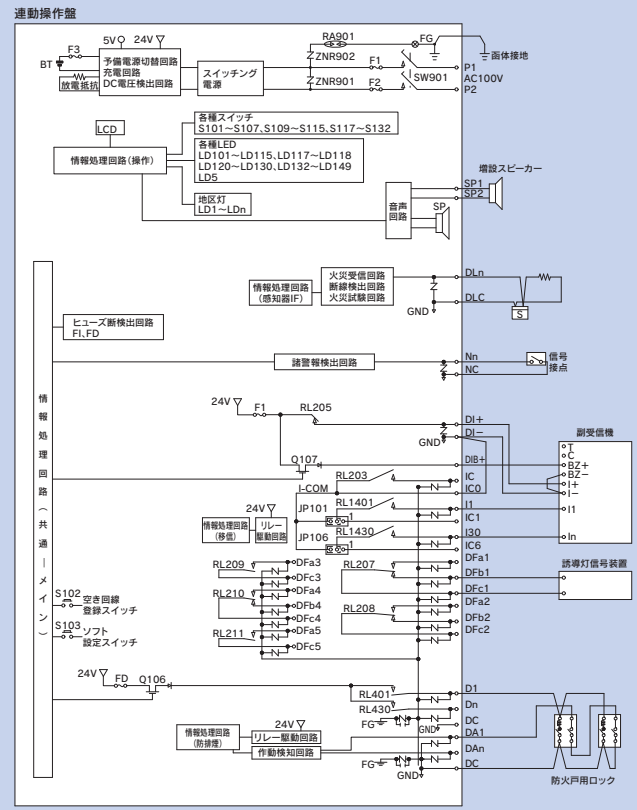 連動操作盤
RA901
FG
函体接地
5V 24V
F3
BT
放電抵抗
予備電源切替回路
充電回路
DC電圧検出回路
スイッチング
電源
ZNR902
ZNR901
F1
F2
SW901
P1
AC100V
P2
LCD
情報処理回路(操作)
各種スイッチ
S101~S107、S109~S115、S117~S132
各種LED
LD101~LD115、LD117~LD118
LD120~LD130、LD132~LD149
LD5
地区灯
LD1~LDn
音声
回路
SP
SP1
SP2
増設スピーカー
情報処理回路
(感知器IF)
火災受信回路
断線検出回路
火災試験回路
GND
DLn
DLC
S
ヒューズ断検出回路
FI、FD
諸警報検出回路
Nn
NC
信号
接点
情報処理回路(共通ーメイン)
24V
F1
RL205
GND
DI+
DI−
DIB+
Q107
RL203
I-COM
IC
IC0
24V
JP101
RL1401
1
I1
IC1
情報処理回路
(移信)
リレー
駆動回路
JP106
RL1430
1
I30
IC6
副受信機
T
C
BZ+
BZ−
I+
I−
I1
In
RL209
DFa3
DFc3
RL210
DFa4
DFb4
DFc4
RL211
DFa5
DFc5
RL207
DFa1
DFb1
DFc1
RL208
DFa2
DFb2
DFc2
誘導灯信号装置
S102
空き回線
登録スイッチ
S103
ソフト
設定スイッチ
24V
FD
Q106
RL401
RL430
FG
GND
D1
Dn
DC
情報処理回路
(防排煙)
24V
リレー駆動回路
作動検知回路
FG
GND
DA1
DAn
DC
防火戸用ロック